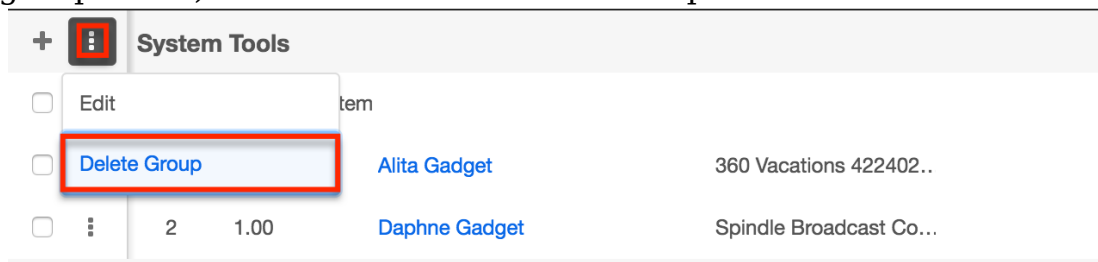 System Tools
Edit
tem
Delete Group Alita Gadget 360 Vacations 422402..
2 1.00 Daphne Gadget Spindle Broadcast Co...